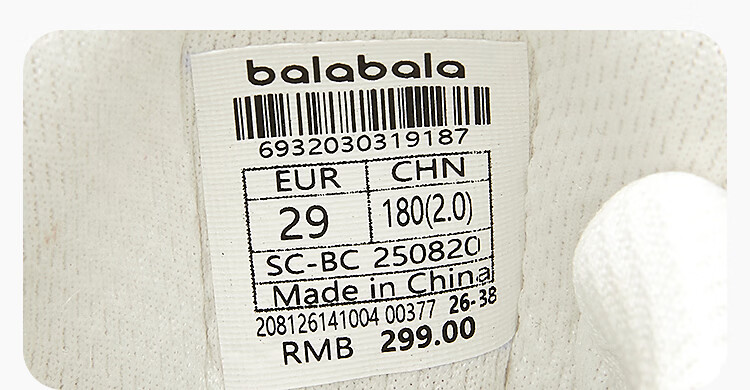 balabala
6932030319187
EUR CHN
29 180(2.0)
SC-BC 250820
Made in China
208126141004 00377 26-38
RMB 299.00